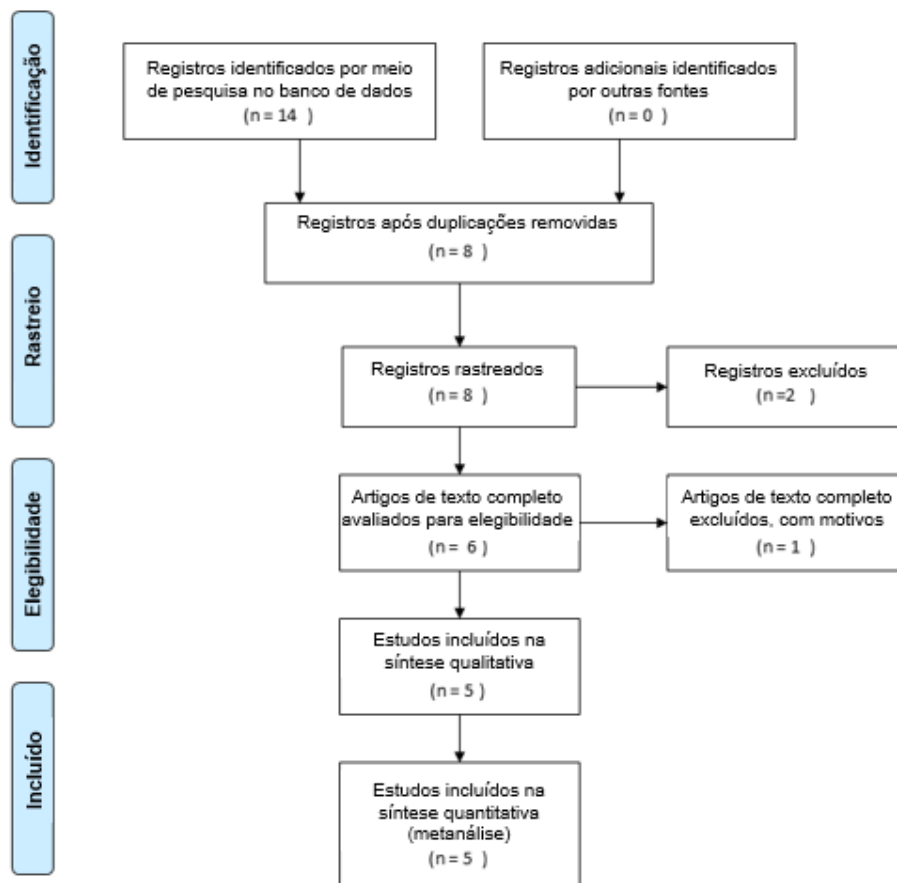 Identificação
Registros identificados por meio
de pesquisa no banco de dados
(n = 14 )
Registros adicionais identificados
por outras fontes
(n = 0 )
Registros após duplicações removidas
(n = 8 )
Rastreio
Registros rastreados
(n = 8 )
Registros excluídos
(n =2 )
Elegibilidade
Artigos de texto completo
avaliados para elegibilidade
(n = 6 )
Artigos de texto completo
excluídos, com motivos
(n = 1 )
Estudos incluídos na
síntese qualitativa
(n = 5 )
Incluído
Estudos incluídos na
síntese quantitativa
(metanálise)
(n = 5 )